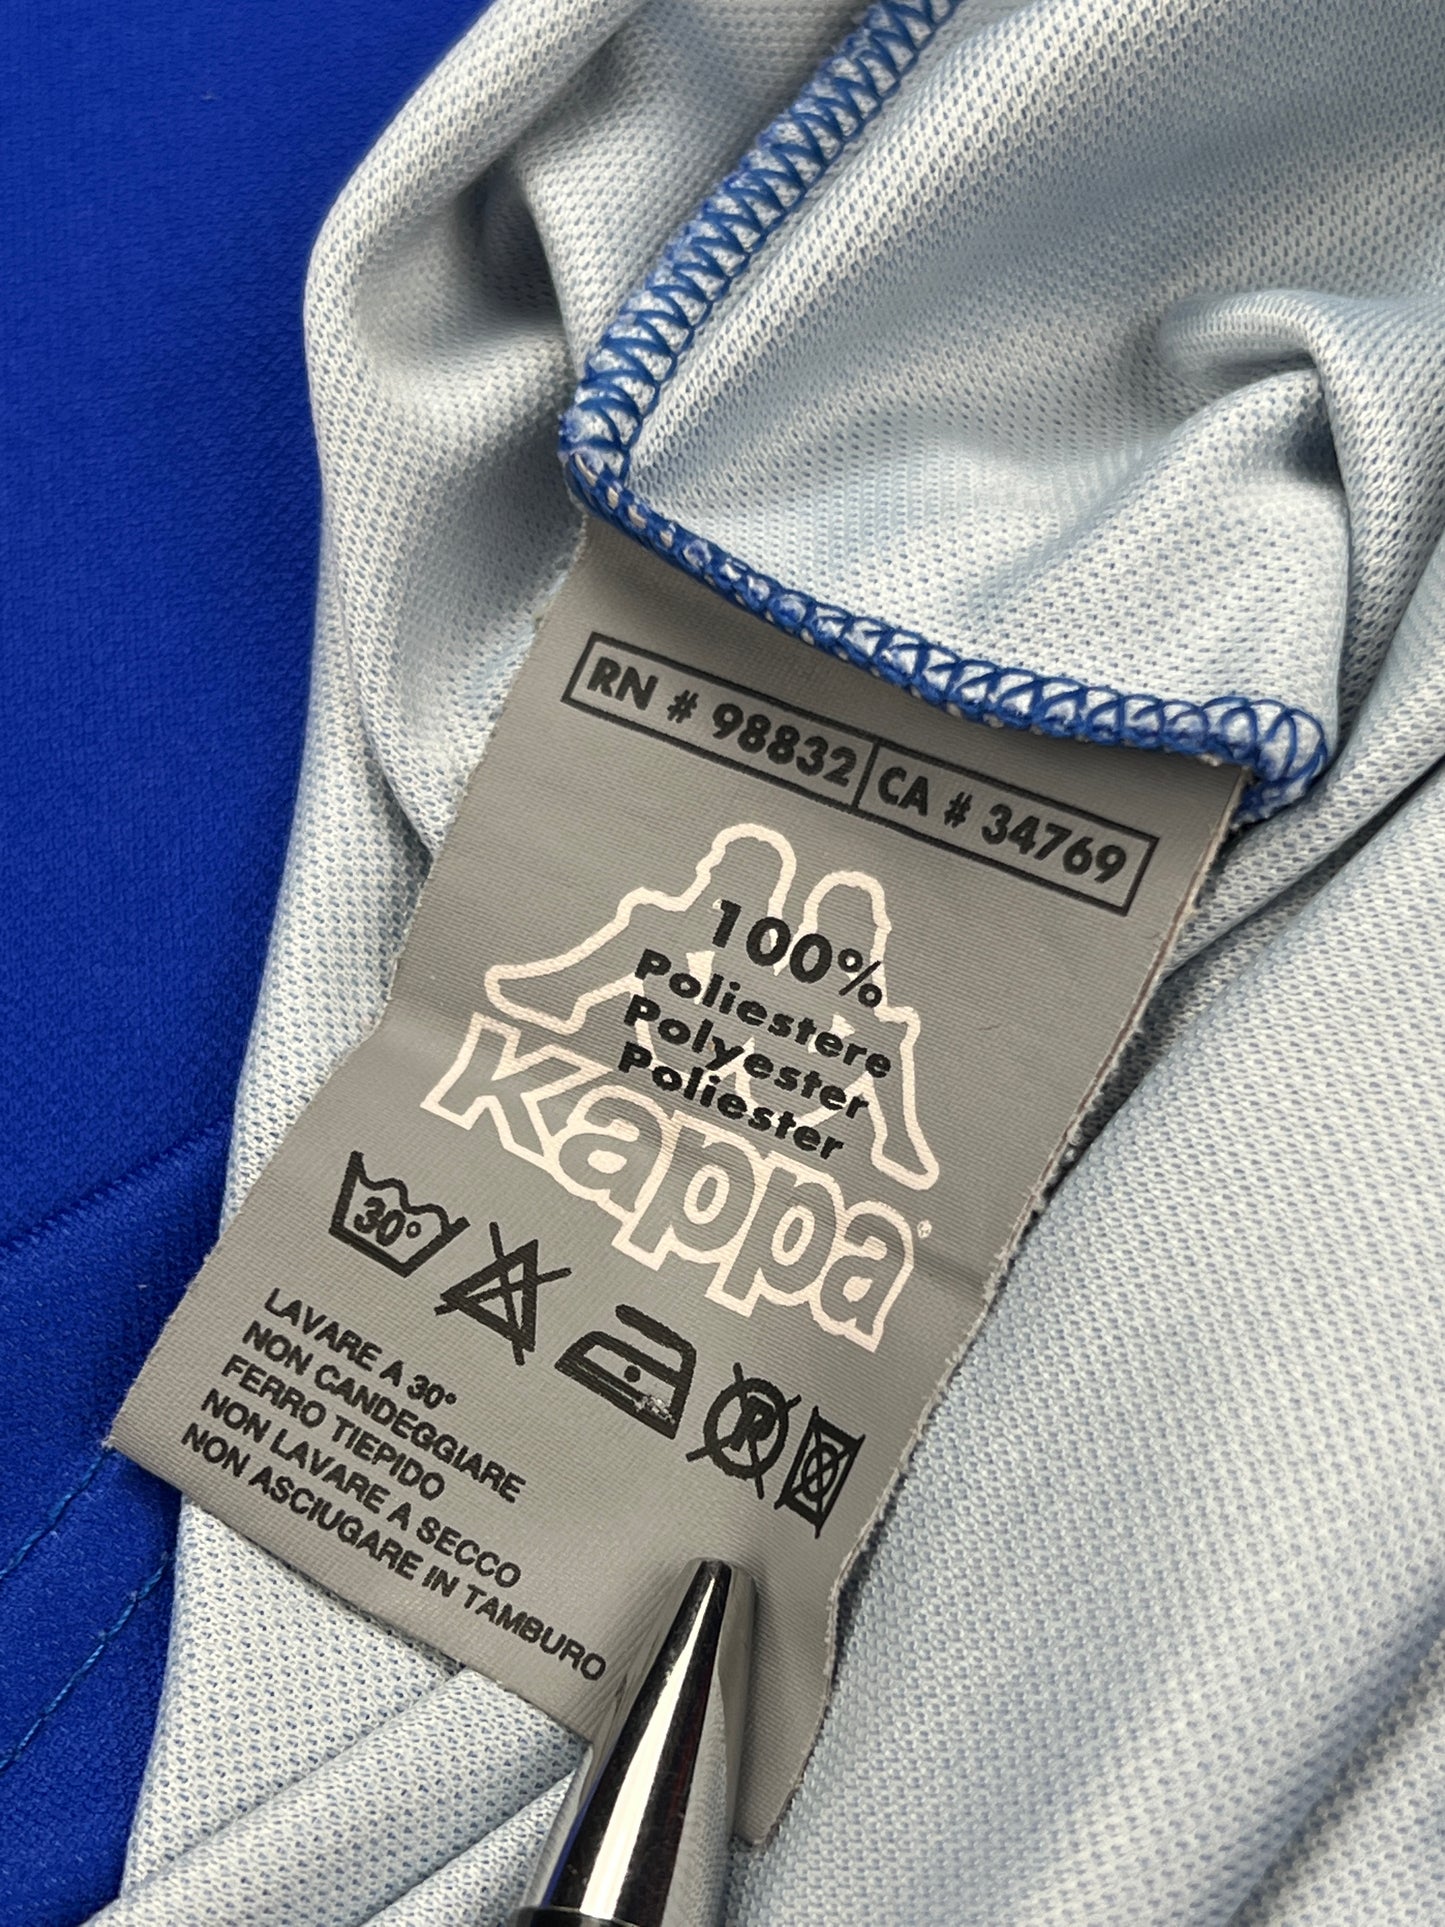 RN # 98832 CA # 34769
100%
Poliestere
Polyester
Poliester
Kappa
30°
R
LAVARE A 30°
NON CANDEGGIARE
FERRO TIEPIDO
NON LAVARE A SECCO
NON ASCIUGARE IN TAMBURO